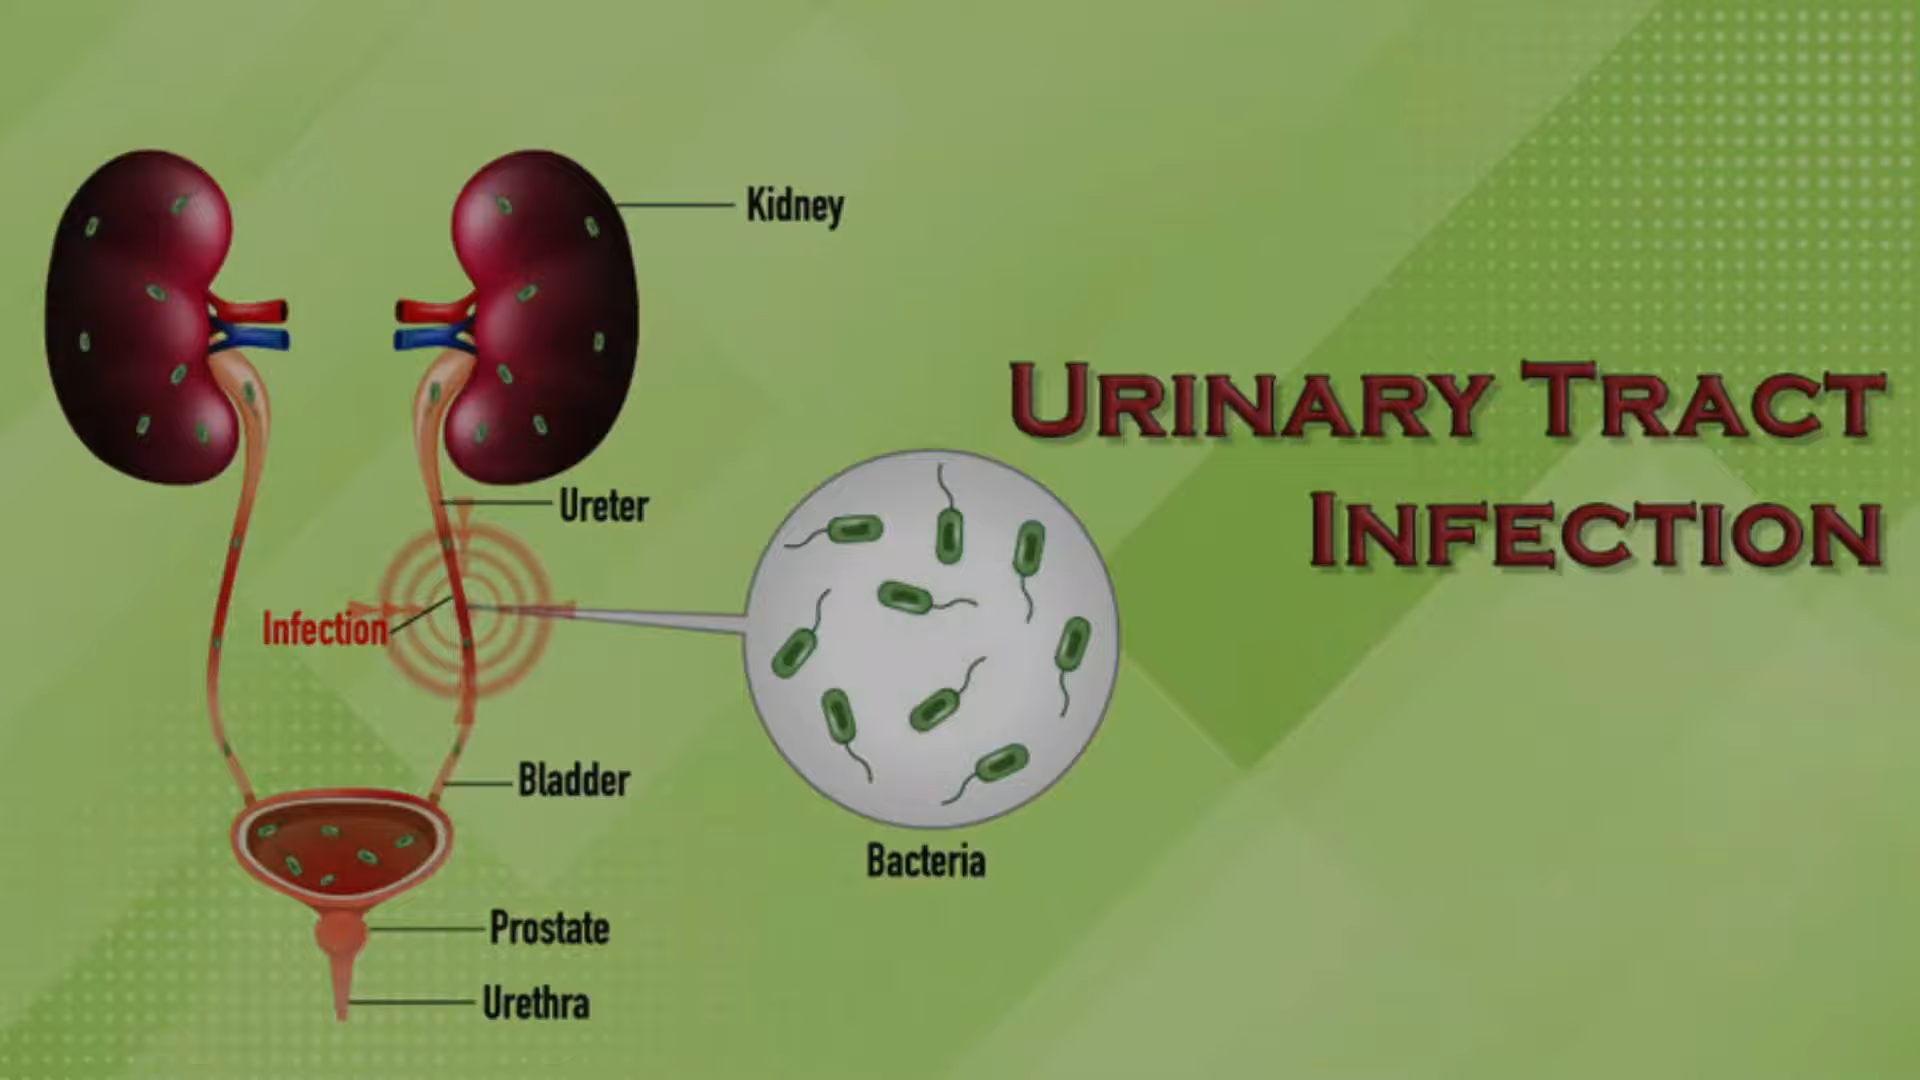 Kidney
URINARY TRACT
INFECTION
Ureter
Infection
Bladder
Bacteria
Prostate
Urethra